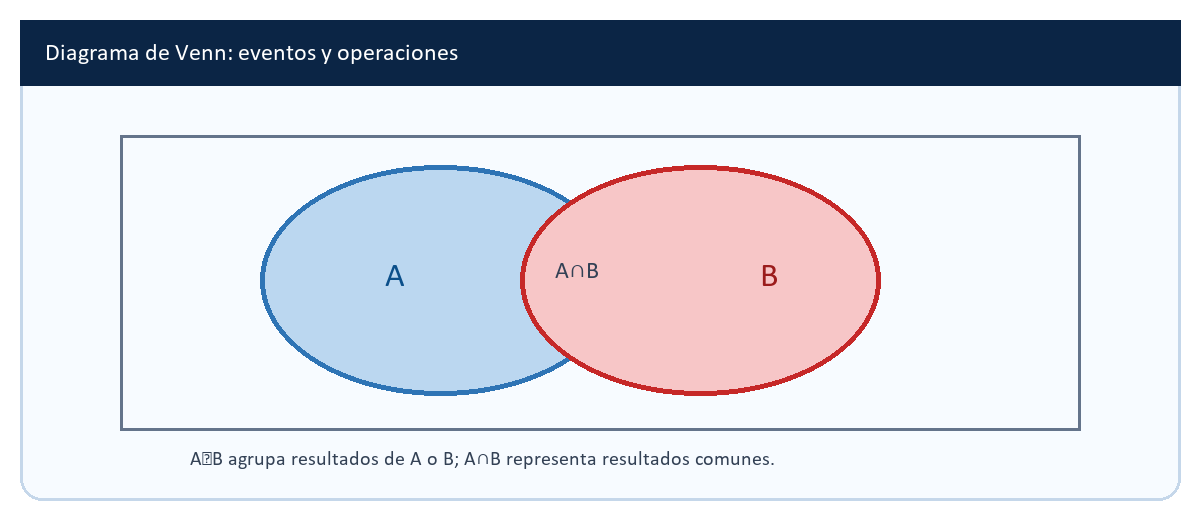 Diagrama de Venn: eventos y operaciones
A
A∩B
B
A⍰B agrupa resultados de A o B; A∩B representa resultados comunes.